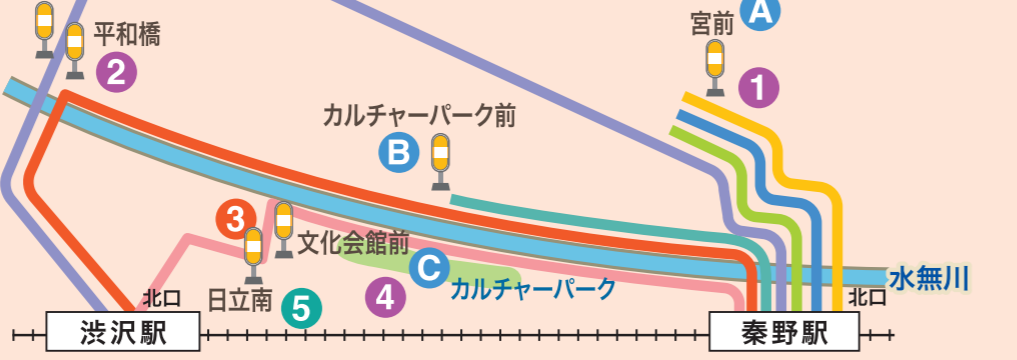 平和橋
2
宮前
A
1
カルチャーパーク前
B
3
文化会館前
C
カルチャーパーク
水無川
北口
日立南
5
4
北口
渋沢駅
秦野駅